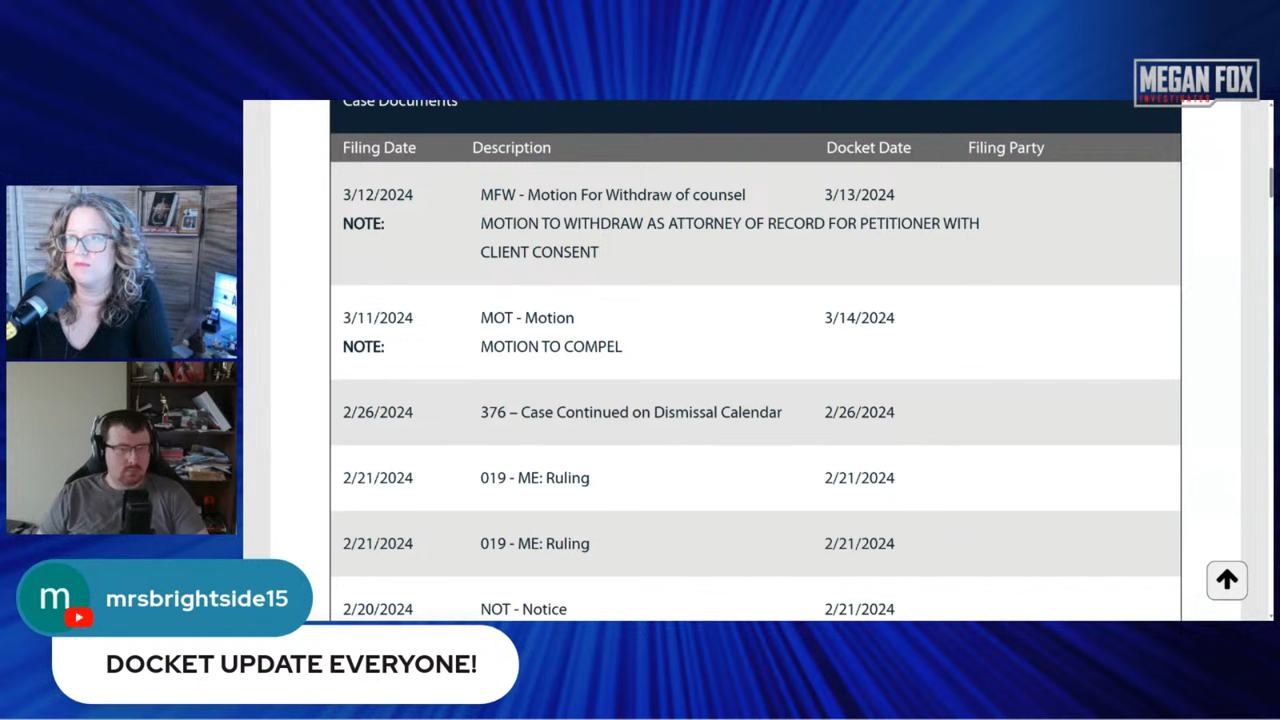 MEGAN FOX
INVESTIGATES
Case Documents
Filing Date Description Docket Date Filing Party
3/12/2024 MFW - Motion For Withdraw of counsel 3/13/2024
NOTE: MOTION TO WITHDRAW AS ATTORNEY OF RECORD FOR PETITIONER WITH
CLIENT CONSENT
3/11/2024 MOT - Motion 3/14/2024
NOTE: MOTION TO COMPEL
2/26/2024 376 – Case Continued on Dismissal Calendar 2/26/2024
2/21/2024 019 - ME: Ruling 2/21/2024
2/21/2024 019 - ME: Ruling 2/21/2024
2/20/2024 NOT - Notice 2/21/2024
m mrsbrightside15
DOCKET UPDATE EVERYONE!